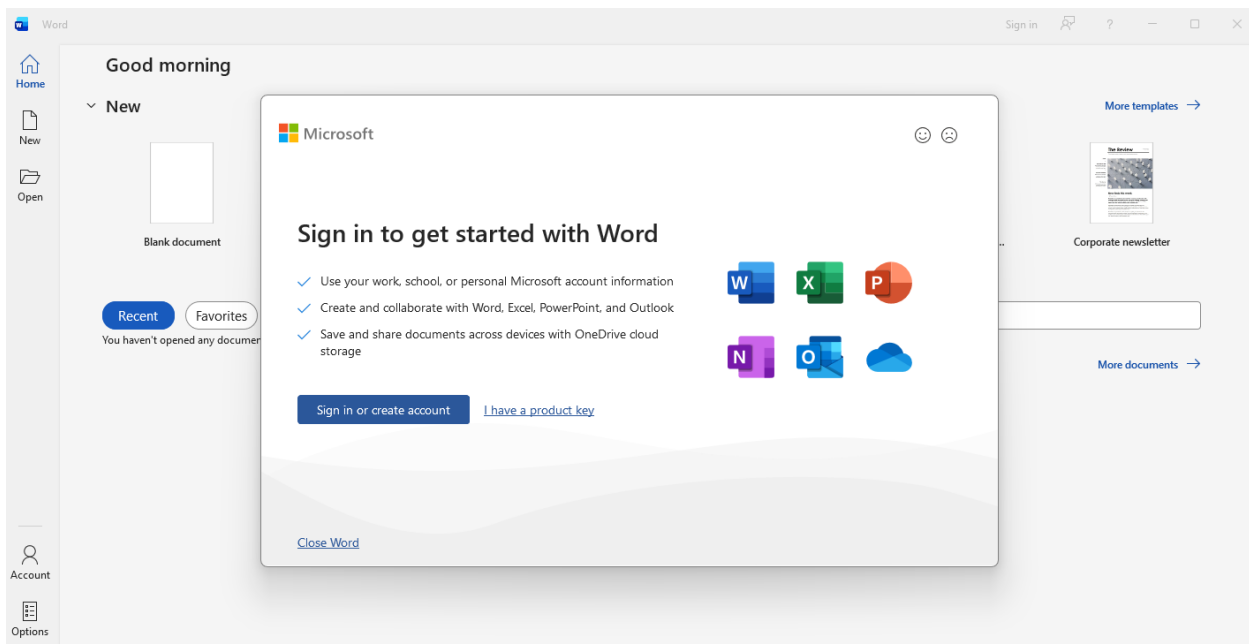 Word
Sign in
?
Home
New
Open
Account
Options
Good morning
New
More templates
Blank document
...
The Review
Corporate newsletter
Recent
Favorites
You haven't opened any documen
More documents
Microsoft
Sign in to get started with Word
Use your work, school, or personal Microsoft account information
Create and collaborate with Word, Excel, PowerPoint, and Outlook
Save and share documents across devices with OneDrive cloud
storage
W
X
P
N
O
Sign in or create account
I have a product key
Close Word